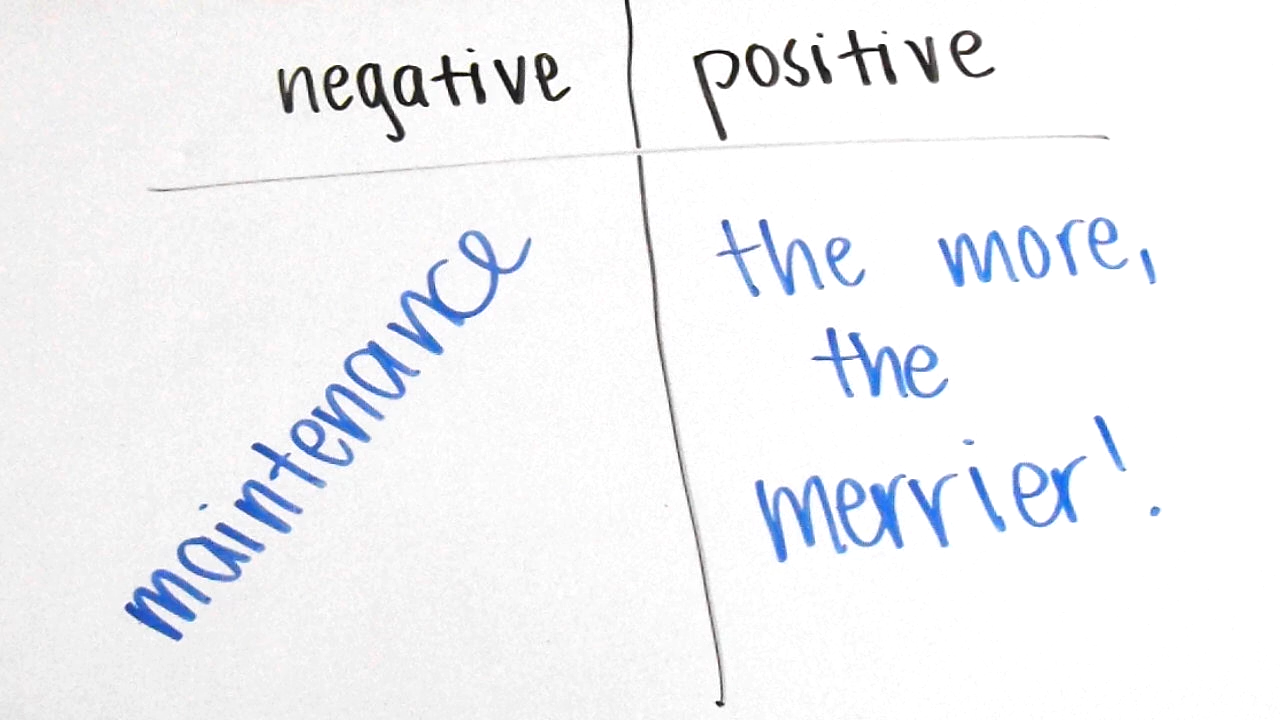 negative positive
maintenance
the more,
the
merrier!